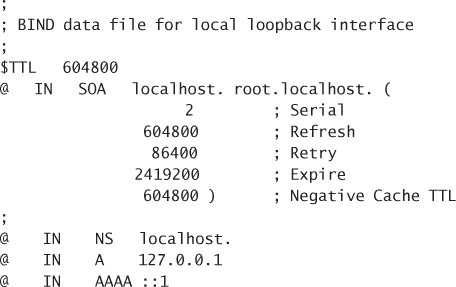 ;
; BIND data file for local loopback interface
;
$TTL 604800
@ IN SOA localhost. root.localhost. (
2 ; Serial
604800 ; Refresh
86400 ; Retry
2419200 ; Expire
604800 ) ; Negative Cache TTL
;
@ IN NS localhost.
@ IN A 127.0.0.1
@ IN AAAA ::1